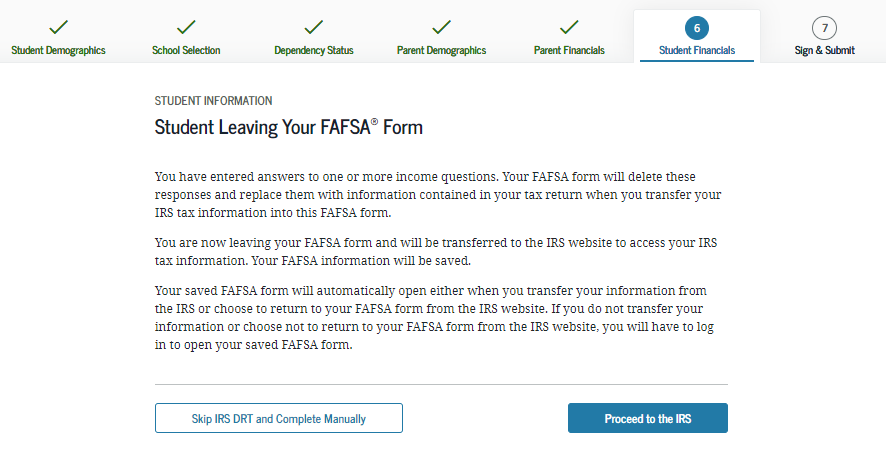 6
7
Student Demographics
School Selection
Dependency Status
Parent Demographics
Parent Financials
Student Financials
Sign & Submit
STUDENT INFORMATION
Student Leaving Your FAFSA® Form
You have entered answers to one or more income questions. Your FAFSA form will delete these
responses and replace them with information contained in your tax return when you transfer your
IRS tax information into this FAFSA form.
You are now leaving your FAFSA form and will be transferred to the IRS website to access your IRS
tax information. Your FAFSA information will be saved.
Your saved FAFSA form will automatically open either when you transfer your information from
the IRS or choose to return to your FAFSA form from the IRS website. If you do not transfer your
information or choose not to return to your FAFSA form from the IRS website, you will have to log
in to open your saved FAFSA form.
Skip IRS DRT and Complete Manually
Proceed to the IRS